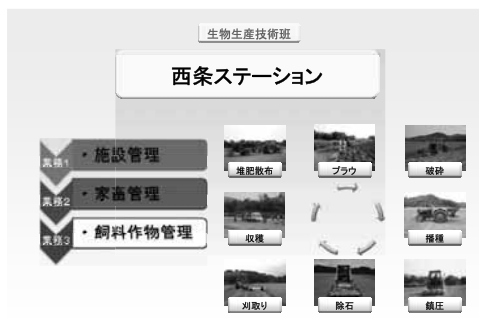 生物生産技術班
西条ステーション
業務1
・施設管理
業務2
・家畜管理
業務3
・飼料作物管理
堆肥散布
プラウ
破砕
収穫
播種
刈取り
除石
鎮圧